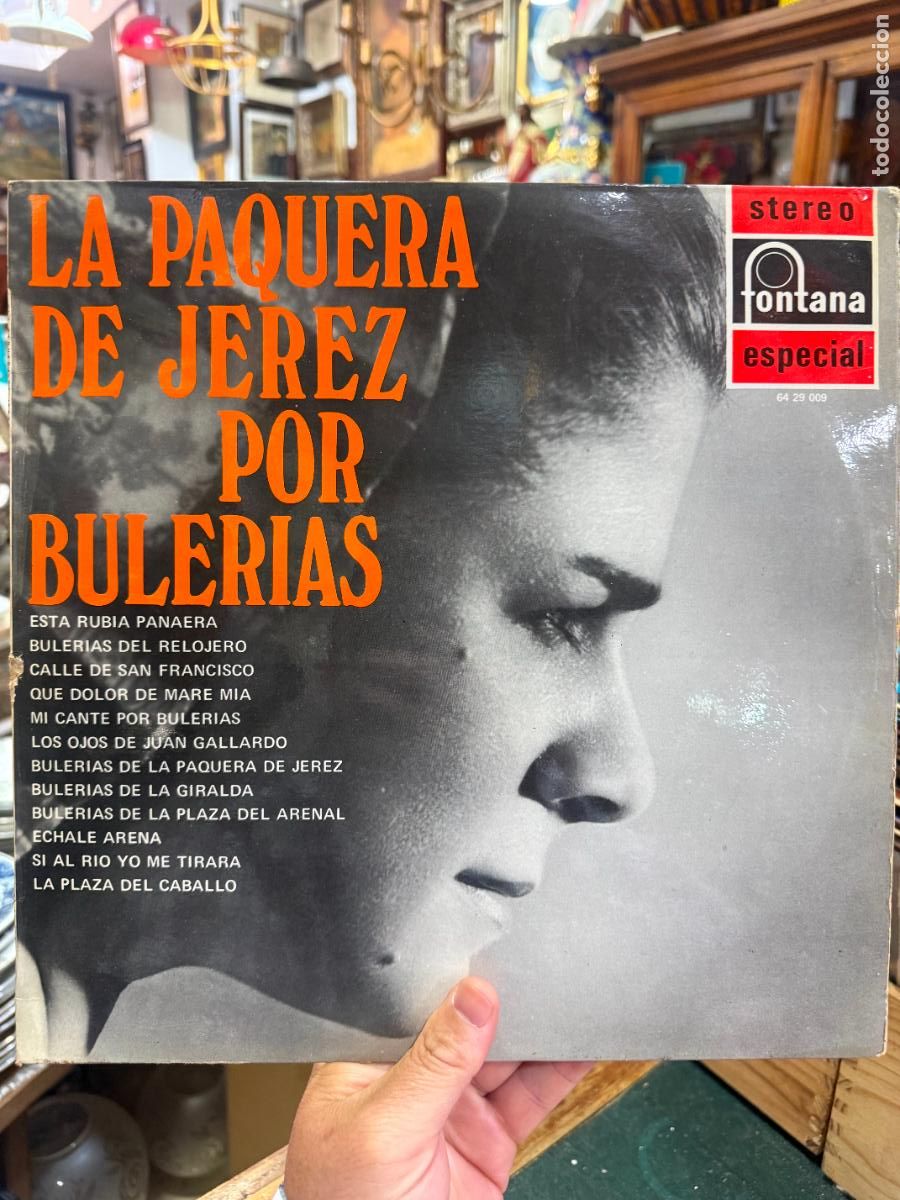 LA PAQUERA
DE JEREZ
POR
BULERIAS
ESTA RUBIA PANAERA
BULERIAS DEL RELOJERO
CALLE DE SAN FRANCISCO
QUE DOLOR DE MARE MIA
MI CANTE POR BULERIAS
LOS OJOS DE JUAN GALLARDO
BULERIAS DE LA PAQUERA DE JEREZ
BULERIAS DE LA GIRALDA
BULERIAS DE LA PLAZA DEL ARENAL
ECHALE ARENA
SI AL RIO YO ME TIRARA
LA PLAZA DEL CABALLO
stereo
fontana
especial
64 29 009
todocoleccion